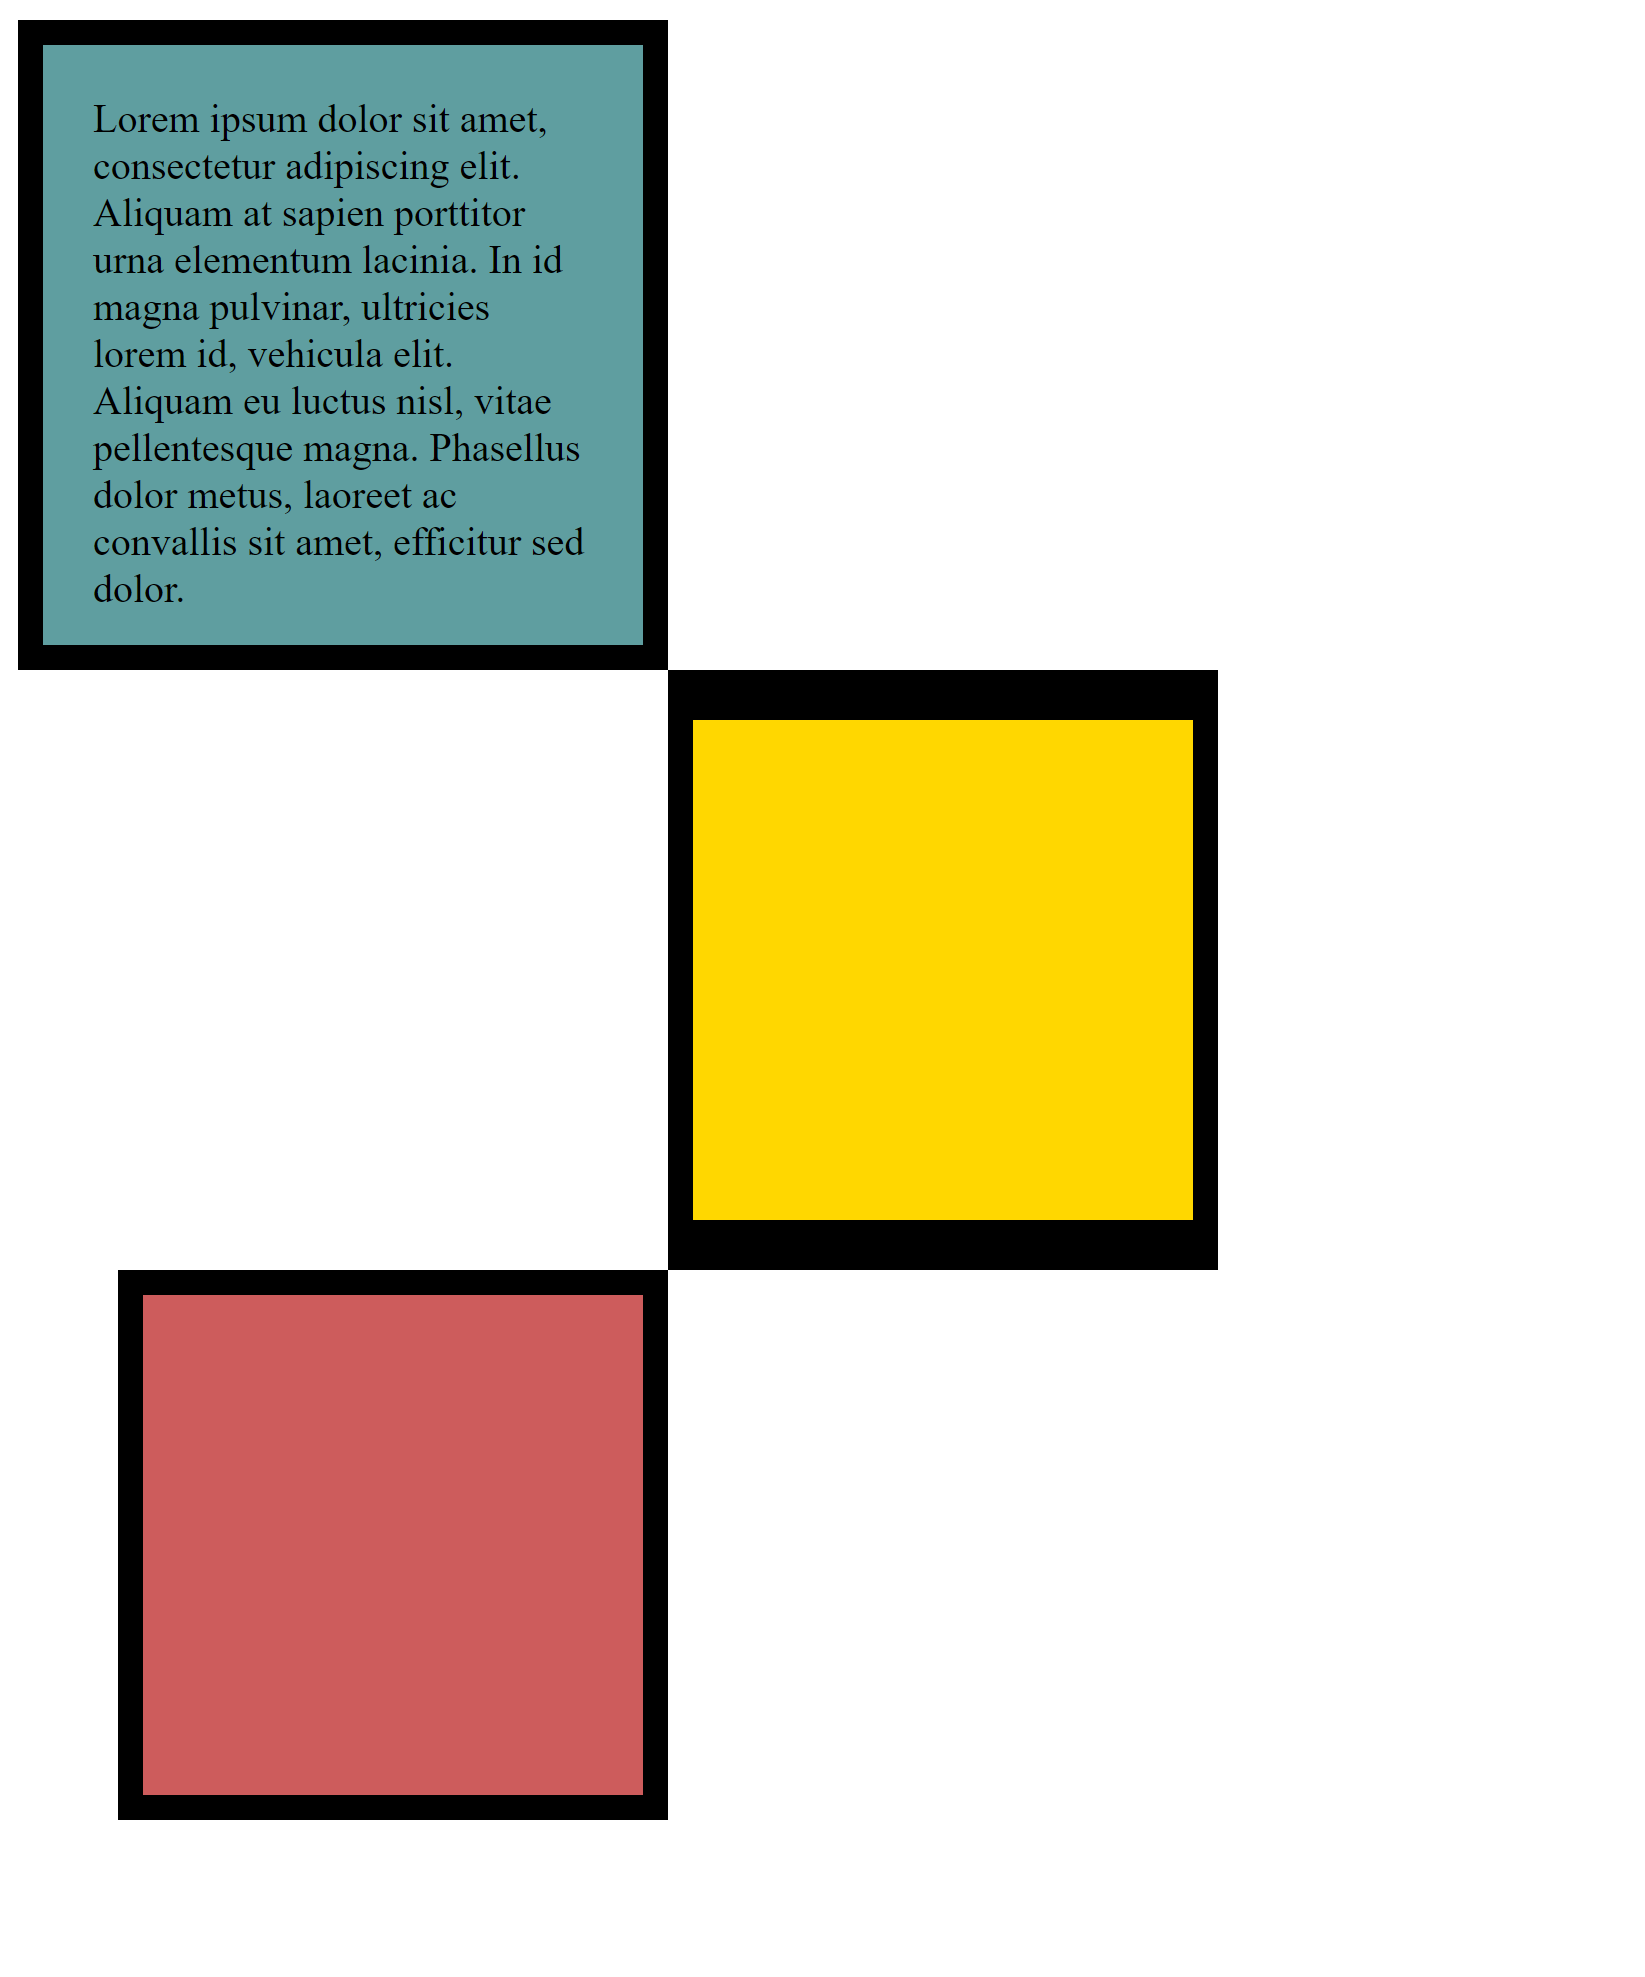 Lorem ipsum dolor sit amet,
consectetur adipiscing elit.
Aliquam at sapien porttitor
urna elementum lacinia. In id
magna pulvinar, ultricies
lorem id, vehicula elit.
Aliquam eu luctus nisl, vitae
pellentesque magna. Phasellus
dolor metus, laoreet ac
convallis sit amet, efficitur sed
dolor.